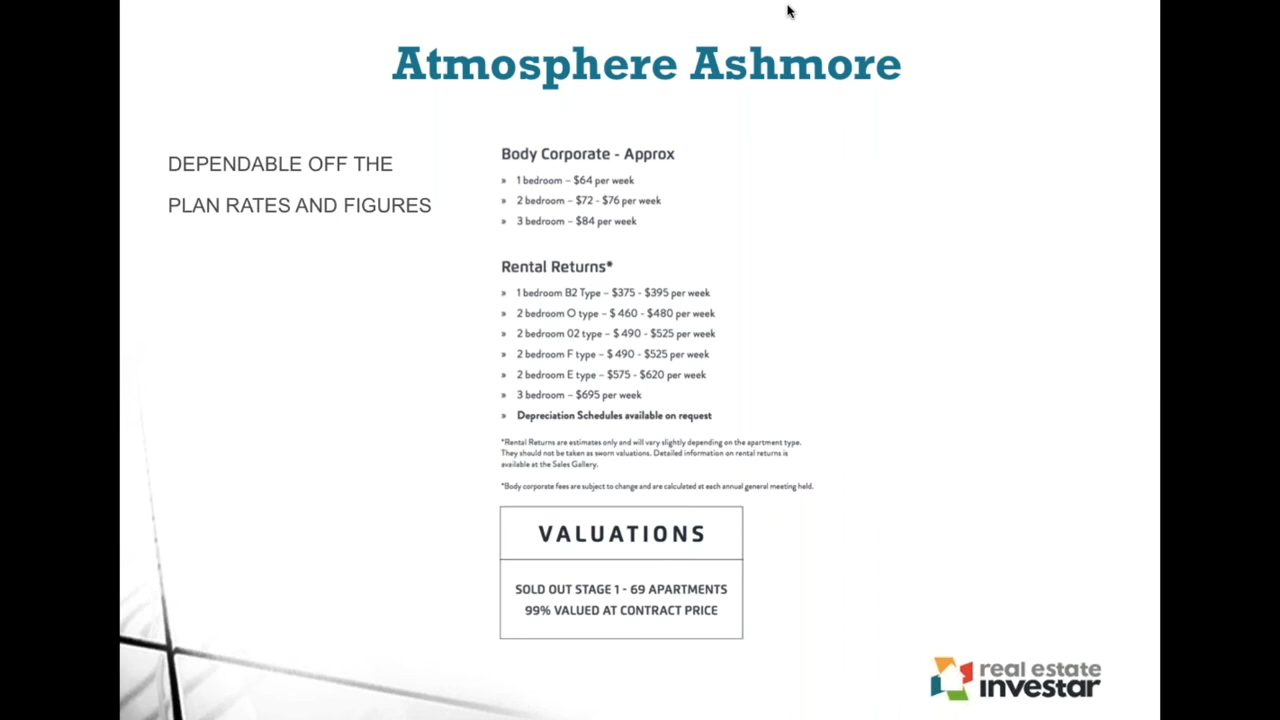 Atmosphere Ashmore
DEPENDABLE OFF THE
PLAN RATES AND FIGURES
Body Corporate - Approx
» 1 bedroom – $64 per week
» 2 bedroom – $72 - $76 per week
» 3 bedroom – $84 per week
Rental Returns*
» 1 bedroom B2 Type – $375 - $395 per week
» 2 bedroom O type – $ 460 - $480 per week
» 2 bedroom 02 type – $ 490 - $525 per week
» 2 bedroom F type – $ 490 - $525 per week
» 2 bedroom E type – $575 - $620 per week
» 3 bedroom – $695 per week
» Depreciation Schedules available on request
*Rental Returns are estimates only and will vary slightly depending on the apartment type.
They should not be taken as sworn valuations. Detailed information on rental returns is
available at the Sales Gallery.
*Body corporate fees are subject to change and are calculated at each annual general meeting held.
VALUATIONS
SOLD OUT STAGE 1 - 69 APARTMENTS
99% VALUED AT CONTRACT PRICE
real estate
investar